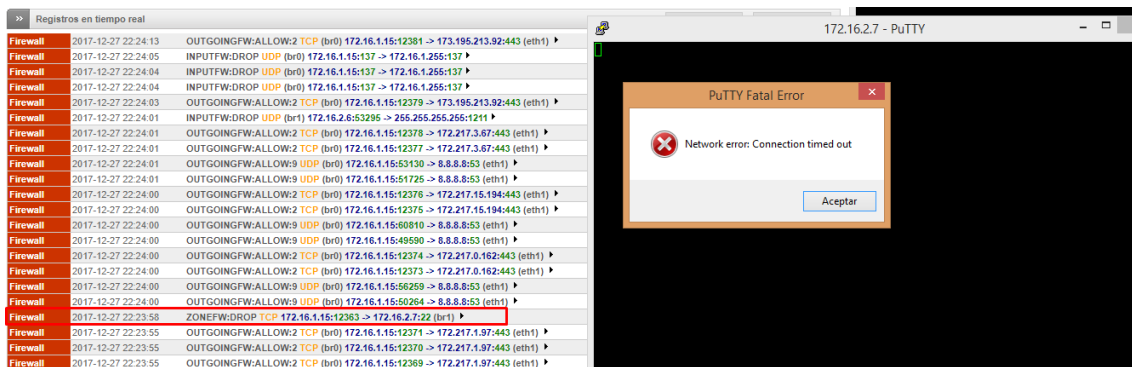 » Registros en tiempo real
Firewall 2017-12-27 22:24:13 OUTGOINGFW:ALLOW:2 TCP (br0) 172.16.1.15:12381 -> 173.195.213.92:443 (eth1)
Firewall 2017-12-27 22:24:05 INPUTFW:DROP UDP (br0) 172.16.1.15:137 -> 172.16.1.255:137
Firewall 2017-12-27 22:24:04 INPUTFW:DROP UDP (br0) 172.16.1.15:137 -> 172.16.1.255:137
Firewall 2017-12-27 22:24:04 INPUTFW:DROP UDP (br0) 172.16.1.15:137 -> 172.16.1.255:137
Firewall 2017-12-27 22:24:03 OUTGOINGFW:ALLOW:2 TCP (br0) 172.16.1.15:12379 -> 173.195.213.92:443 (eth1)
Firewall 2017-12-27 22:24:01 INPUTFW:DROP UDP (br1) 172.16.2.6:53295 -> 255.255.255.255:1211
Firewall 2017-12-27 22:24:01 OUTGOINGFW:ALLOW:2 TCP (br0) 172.16.1.15:12378 -> 172.217.3.67:443 (eth1)
Firewall 2017-12-27 22:24:01 OUTGOINGFW:ALLOW:2 TCP (br0) 172.16.1.15:12377 -> 172.217.3.67:443 (eth1)
Firewall 2017-12-27 22:24:01 OUTGOINGFW:ALLOW:9 UDP (br0) 172.16.1.15:53130 -> 8.8.8.8:53 (eth1)
Firewall 2017-12-27 22:24:01 OUTGOINGFW:ALLOW:9 UDP (br0) 172.16.1.15:51725 -> 8.8.8.8:53 (eth1)
Firewall 2017-12-27 22:24:00 OUTGOINGFW:ALLOW:2 TCP (br0) 172.16.1.15:12376 -> 172.217.15.194:443 (eth1)
Firewall 2017-12-27 22:24:00 OUTGOINGFW:ALLOW:2 TCP (br0) 172.16.1.15:12375 -> 172.217.15.194:443 (eth1)
Firewall 2017-12-27 22:24:00 OUTGOINGFW:ALLOW:9 UDP (br0) 172.16.1.15:60810 -> 8.8.8.8:53 (eth1)
Firewall 2017-12-27 22:24:00 OUTGOINGFW:ALLOW:9 UDP (br0) 172.16.1.15:49590 -> 8.8.8.8:53 (eth1)
Firewall 2017-12-27 22:24:00 OUTGOINGFW:ALLOW:2 TCP (br0) 172.16.1.15:12374 -> 172.217.0.162:443 (eth1)
Firewall 2017-12-27 22:24:00 OUTGOINGFW:ALLOW:2 TCP (br0) 172.16.1.15:12373 -> 172.217.0.162:443 (eth1)
Firewall 2017-12-27 22:24:00 OUTGOINGFW:ALLOW:9 UDP (br0) 172.16.1.15:56259 -> 8.8.8.8:53 (eth1)
Firewall 2017-12-27 22:24:00 OUTGOINGFW:ALLOW:9 UDP (br0) 172.16.1.15:50264 -> 8.8.8.8:53 (eth1)
Firewall 2017-12-27 22:23:58 ZONEFW:DROP TCP 172.16.1.15:12363 -> 172.16.2.7:22 (br1)
Firewall 2017-12-27 22:23:55 OUTGOINGFW:ALLOW:2 TCP (br0) 172.16.1.15:12371 -> 172.217.1.97:443 (eth1)
Firewall 2017-12-27 22:23:55 OUTGOINGFW:ALLOW:2 TCP (br0) 172.16.1.15:12370 -> 172.217.1.97:443 (eth1)
Firewall 2017-12-27 22:23:55 OUTGOINGFW:ALLOW:2 TCP (br0) 172.16.1.15:12369 -> 172.217.1.97:443 (eth1)
172.16.2.7 - PuTTY
PuTTY Fatal Error
Network error: Connection timed out
Aceptar